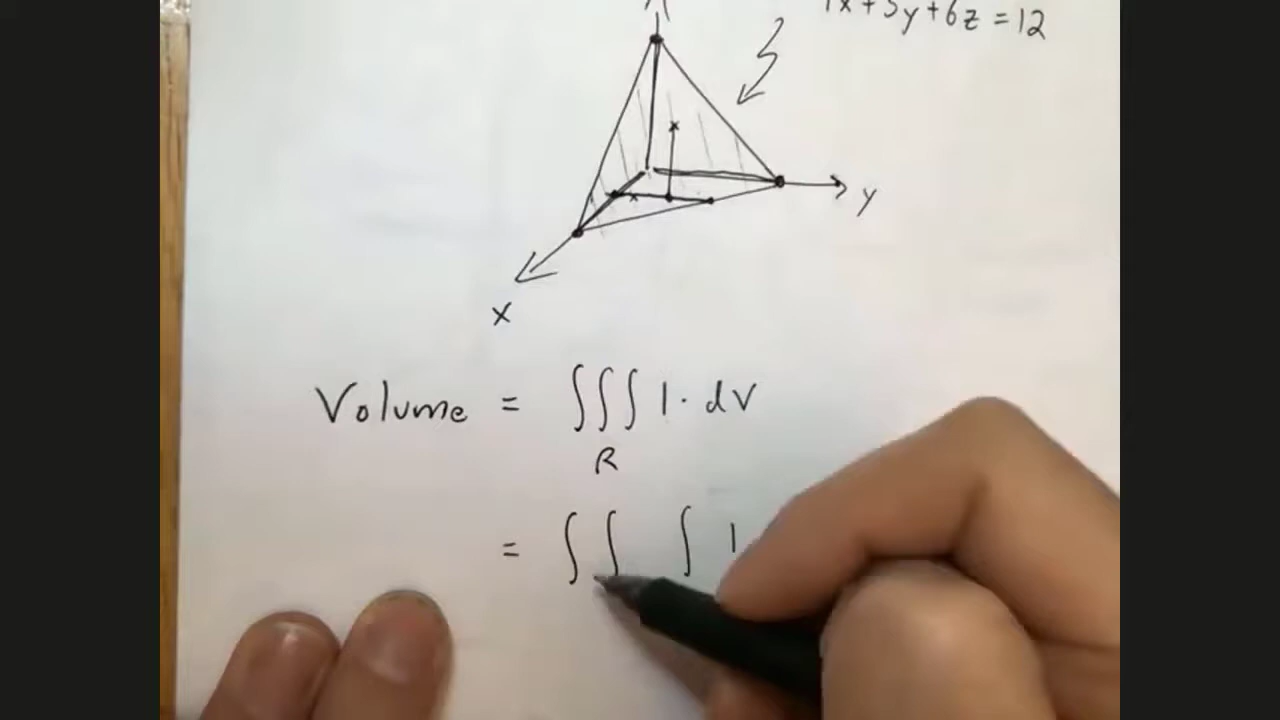 x+3y+6z=12
y
x
Volume = ∫∫∫ 1 · dV
R
= ∫ ∫ ∫ 1